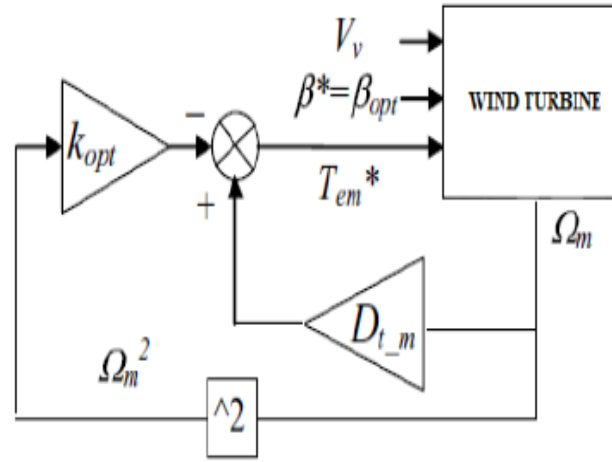 V_v
β*=β_opt
WIND TURBINE
k_opt
−
+
T_em*
Ω_m
D_t_m
Ω_m^2
^2